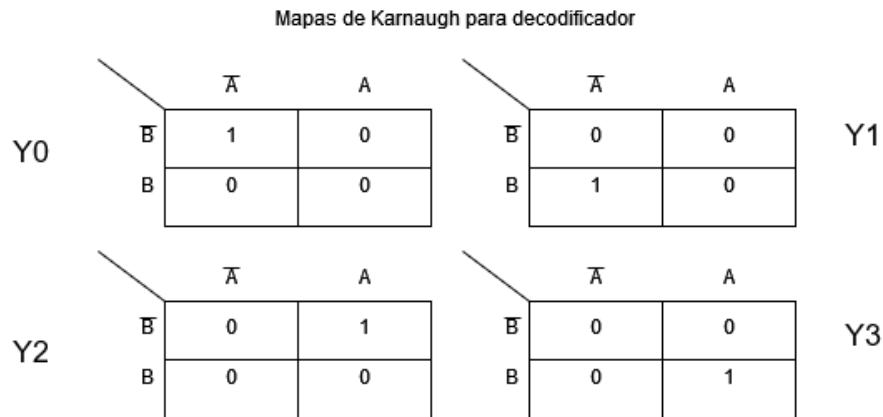 Mapas de Karnaugh para decodificador
A̅ A
Y0
B̅ 1 0
B 0 0
A̅ A
Y1
B̅ 0 0
B 1 0
A̅ A
Y2
B̅ 0 1
B 0 0
A̅ A
Y3
B̅ 0 0
B 0 1